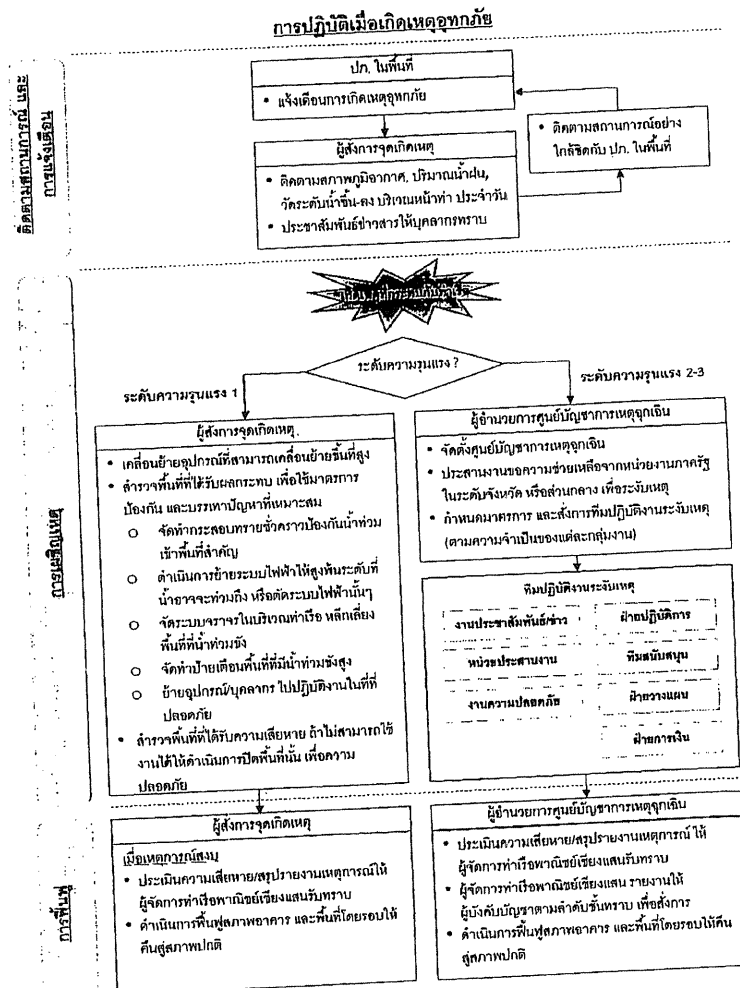 การปฏิบัติเมื่อเกิดเหตุอุทกภัย
ติดตามสถานการณ์ และ
การแจ้งเตือน
ปภ. ในพื้นที่
• แจ้งเตือนการเกิดเหตุอุทกภัย
ผู้สั่งการจุดเกิดเหตุ
• ติดตามสภาพภูมิอากาศ, ปริมาณน้ำฝน,
วัดระดับน้ำขึ้น-ลง บริเวณหน้าท่า ประจำวัน
• ประชาสัมพันธ์ข่าวสารให้บุคลากรทราบ
• ติดตามสถานการณ์อย่าง
ใกล้ชิดกับ ปภ. ในพื้นที่
การเผชิญเหตุ
ระดับความรุนแรง ?
ระดับความรุนแรง 1
ระดับความรุนแรง 2-3
ผู้สั่งการจุดเกิดเหตุ
• เคลื่อนย้ายอุปกรณ์ที่สามารถเคลื่อนย้ายขึ้นที่สูง
• สำรวจพื้นที่ที่ได้รับผลกระทบ เพื่อใช้มาตรการ
ป้องกัน และบรรเทาปัญหาที่เหมาะสม
○ จัดทำกระสอบทรายชั่วคราวป้องกันน้ำท่วม
เข้าพื้นที่สำคัญ
○ ดำเนินการย้ายระบบไฟฟ้าให้สูงพ้นระดับที่
น้ำอาจจะท่วมถึง หรือตัดระบบไฟฟ้านั้นๆ
○ จัดระบบจราจรในบริเวณท่าเรือ หลีกเลี่ยง
พื้นที่ที่น้ำท่วมขัง
○ จัดทำป้ายเตือนพื้นที่ที่มีน้ำท่วมขังสูง
○ ย้ายอุปกรณ์/บุคลากร ไปปฏิบัติงานในที่ที่
ปลอดภัย
• สำรวจพื้นที่ที่ได้รับความเสียหาย ถ้าไม่สามารถใช้
งานได้ให้ดำเนินการปิดพื้นที่นั้น เพื่อความ
ปลอดภัย
ผู้อำนวยการศูนย์บัญชาการเหตุฉุกเฉิน
• จัดตั้งศูนย์บัญชาการเหตุฉุกเฉิน
• ประสานงานขอความช่วยเหลือจากหน่วยงานภาครัฐ
ในระดับจังหวัด หรือส่วนกลาง เพื่อระงับเหตุ
• กำหนดมาตรการ และสั่งการทีมปฏิบัติงานระงับเหตุ
(ตามความจำเป็นของแต่ละกลุ่มงาน)
ทีมปฏิบัติงานระงับเหตุ
งานประชาสัมพันธ์/ข่าว
ฝ่ายปฏิบัติการ
หน่วยประสานงาน
ทีมสนับสนุน
งานความปลอดภัย
ฝ่ายวางแผน
ฝ่ายการเงิน
การฟื้นฟู
ผู้สั่งการจุดเกิดเหตุ
เมื่อเหตุการณ์สงบ
• ประเมินความเสียหาย/สรุปรายงานเหตุการณ์ให้
ผู้จัดการท่าเรือพาณิชย์เชียงแสนรับทราบ
• ดำเนินการฟื้นฟูสภาพอาคาร และพื้นที่โดยรอบให้
คืนสู่สภาพปกติ
ผู้อำนวยการศูนย์บัญชาการเหตุฉุกเฉิน
• ประเมินความเสียหาย/สรุปรายงานเหตุการณ์ ให้
ผู้จัดการท่าเรือพาณิชย์เชียงแสนรับทราบ
• ผู้จัดการท่าเรือพาณิชย์เชียงแสน รายงานให้
ผู้บังคับบัญชาตามลำดับชั้นทราบ เพื่อสั่งการ
• ดำเนินการฟื้นฟูสภาพอาคาร และพื้นที่โดยรอบให้คืน
สู่สภาพปกติ